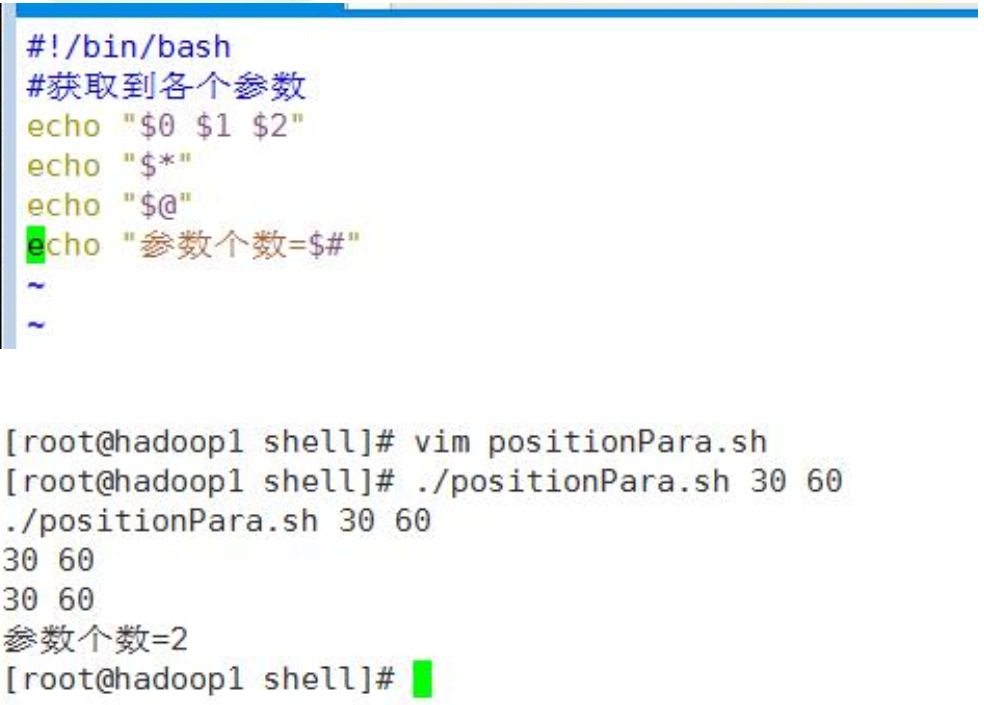 #!/bin/bash
#获取到各个参数
echo "$0 $1 $2"
echo "$*"
echo "$@"
echo "参数个数=$#"
~
~
[root@hadoop1 shell]# vim positionPara.sh
[root@hadoop1 shell]# ./positionPara.sh 30 60
./positionPara.sh 30 60
30 60
30 60
参数个数=2
[root@hadoop1 shell]#